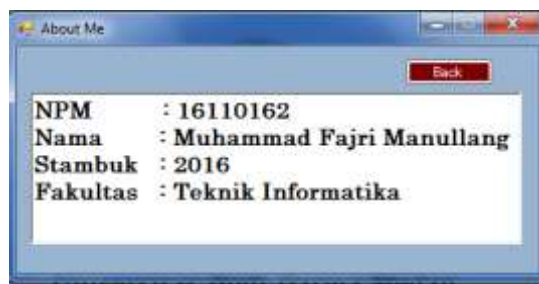 About Me
Back
NPM : 16110162
Nama : Muhammad Fajri Manullang
Stambuk : 2016
Fakultas : Teknik Informatika